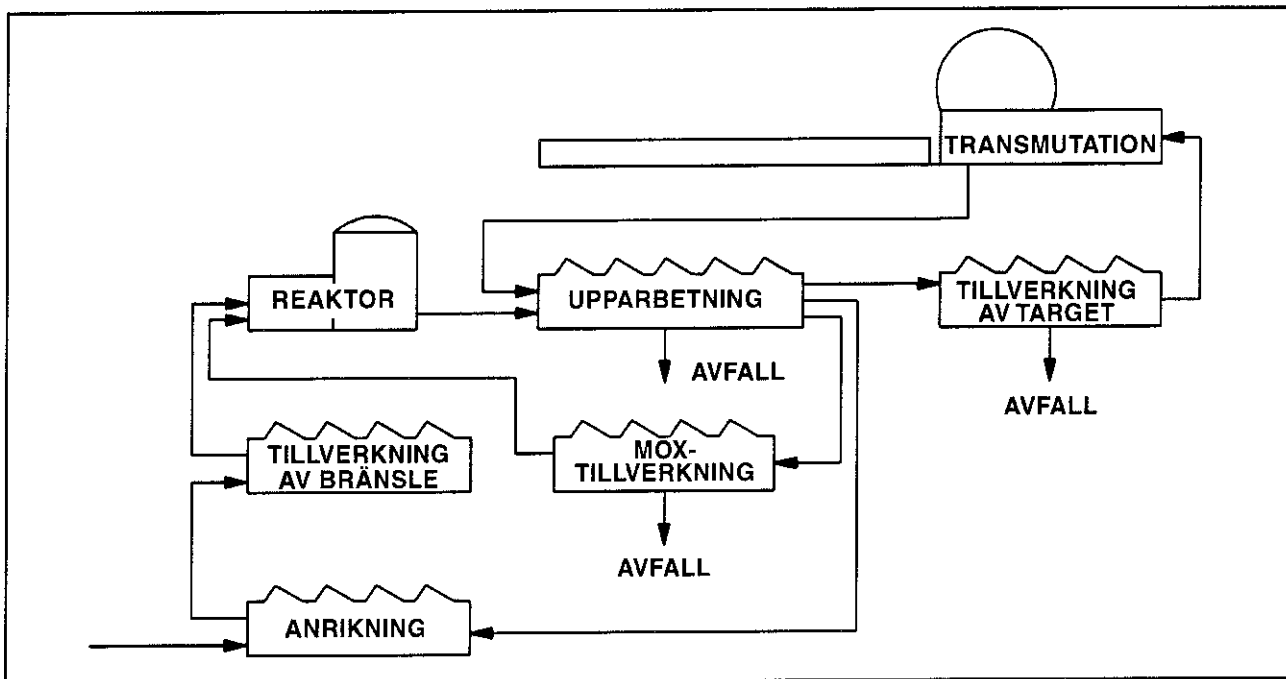 TRANSMUTATION
REAKTOR
UPPARBETNING
TILLVERKNING
AV TARGET
AVFALL
AVFALL
TILLVERKNING
AV BRÄNSLE
MOX-
TILLVERKNING
AVFALL
ANRIKNING